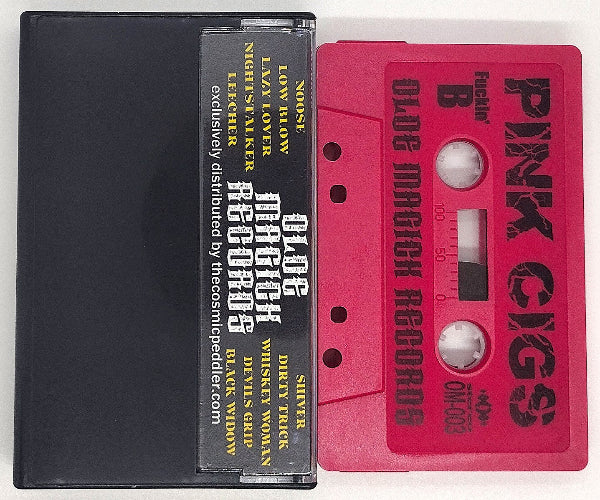 NOOSE
LOW BLOW
LAZY LOVER
NIGHTSTALKER
LEECHER
OLDE
MAGICK
RECORDS
SHIVER
DIRTY TRICK
WHISKEY WOMAN
DEVILS GRIP
BLACK WIDOW
exclusively distributed by thecosmicpeddler.com
PINK CIGS
Fuckin'
B
100 50 0
OM-003
OLDE MAGICK RECORDS